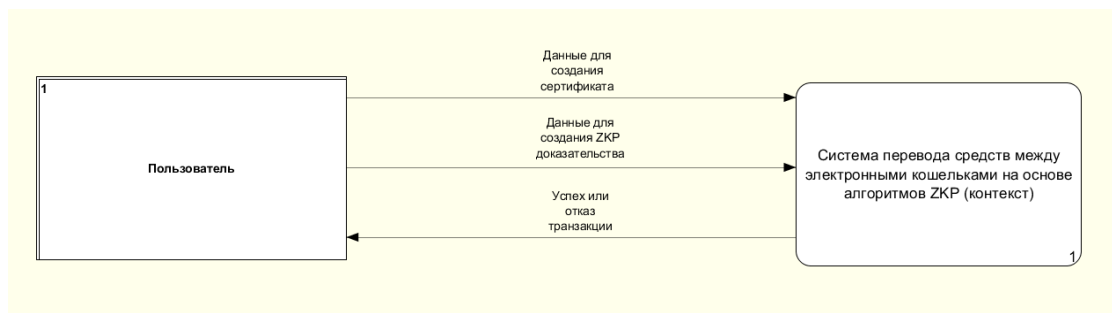 Данные для
создания
сертификата
1
Данные для
создания ZKP
доказательства
Пользователь
Система перевода средств между
электронными кошельками на основе
алгоритмов ZKP (контекст)
Успех или
отказ
транзакции
1